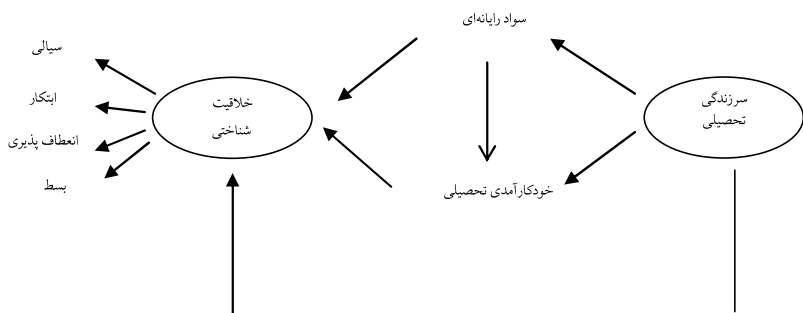 سواد رایانه‌ای
سرزندگی
تحصیلی
خودکارآمدی تحصیلی
خلاقیت
شناختی
سیالی
ابتکار
انعطاف پذیری
بسط